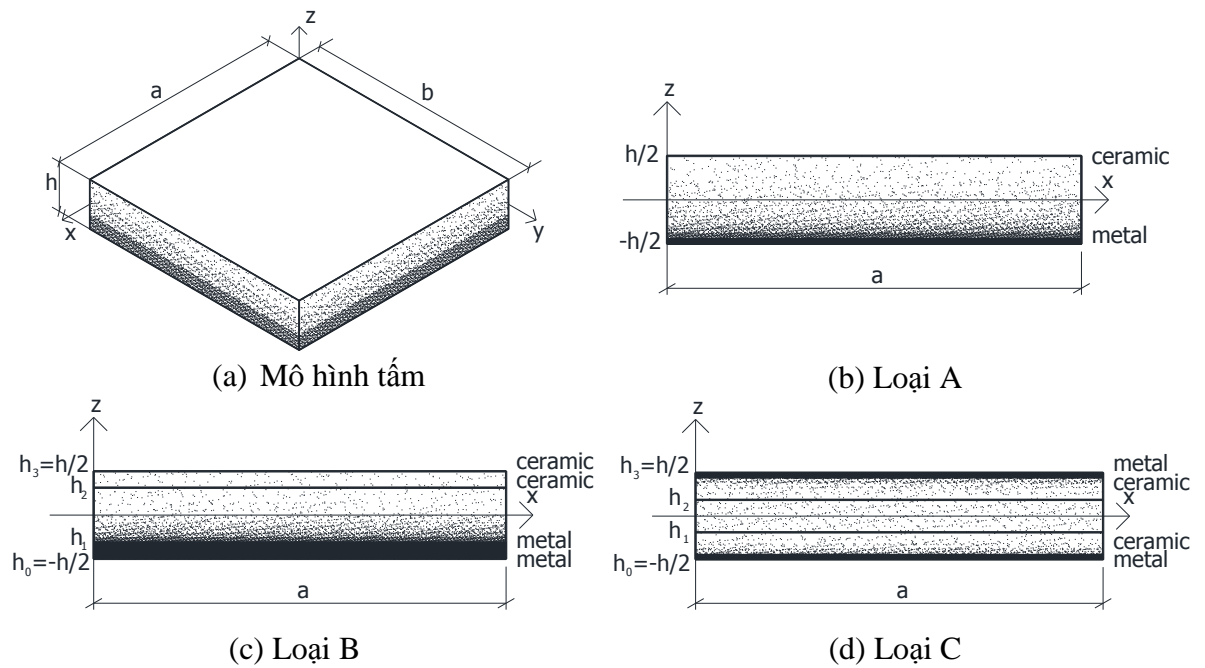 z
a
b
h
x
y
(a) Mô hình tấm
z
h/2
ceramic
x
-h/2
metal
a
(b) Loại A
z
h₃=h/2
ceramic
h₂
ceramic
x
h₁
metal
h₀=-h/2
metal
a
(c) Loại B
z
h₃=h/2
metal
ceramic
h₂
x
h₁
ceramic
h₀=-h/2
metal
a
(d) Loại C